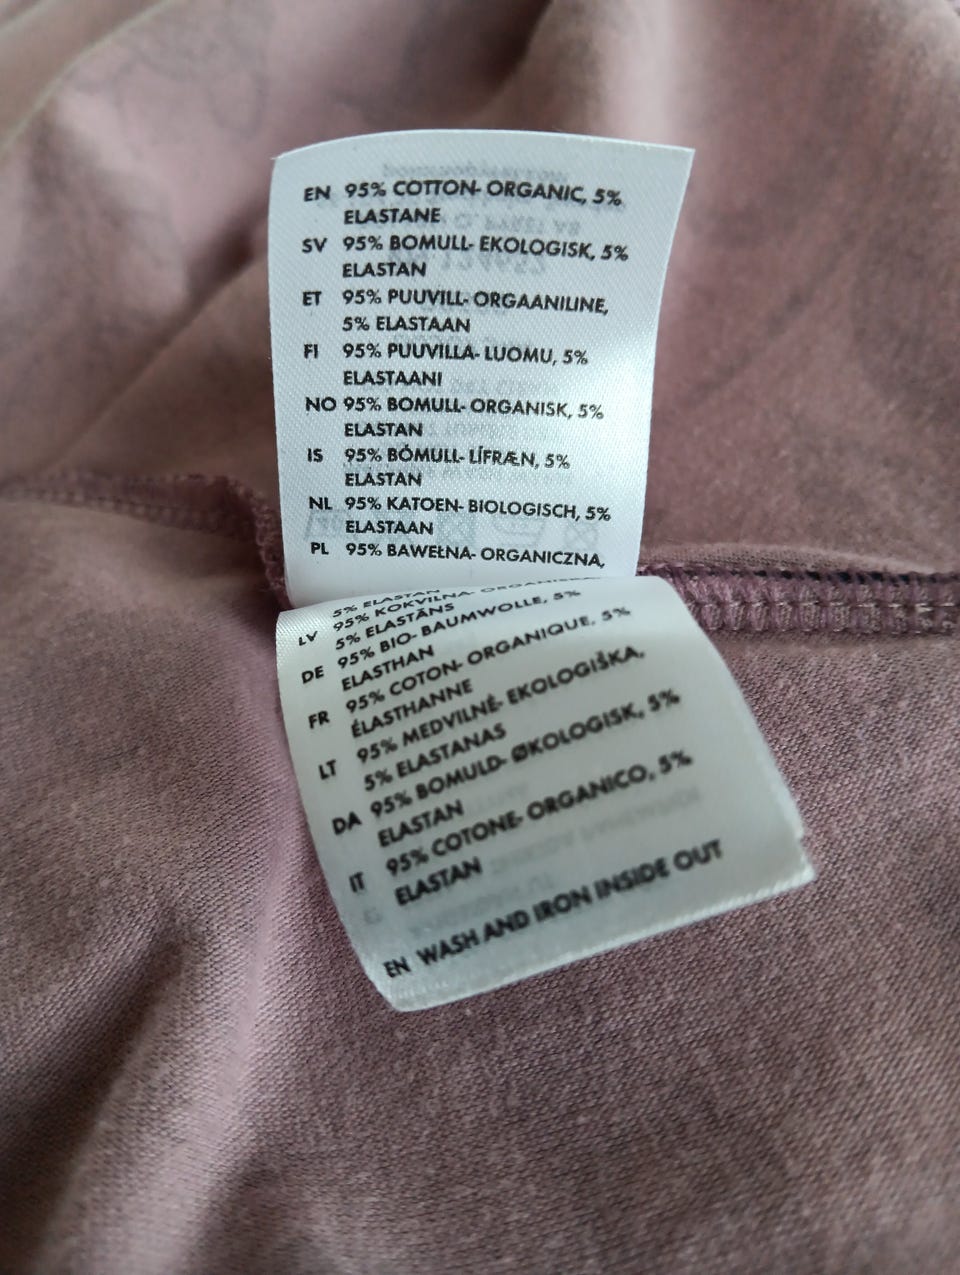 EN 95% COTTON- ORGANIC, 5%
ELASTANE
SV 95% BOMULL- EKOLOGISK, 5%
ELASTAN
ET 95% PUUVILL- ORGAANILINE,
5% ELASTAAN
FI 95% PUUVILLA- LUOMU, 5%
ELASTAANI
NO 95% BOMULL- ORGANISK, 5%
ELASTAN
IS 95% BÓMULL- LÍFRÆN, 5%
ELASTAN
NL 95% KATOEN- BIOLOGISCH, 5%
ELASTAAN
PL 95% BAWEŁNA- ORGANICZNA,
5% ELASTAN
LV 95% KOKVILNA- ORGANISKA
5% ELASTĀNS
DE 95% BIO- BAUMWOLLE, 5%
ELASTHAN
FR 95% COTON- ORGANIQUE, 5%
ÉLASTHANNE
LT 95% MEDVILNĖ- EKOLOGIŠKA,
5% ELASTANAS
DA 95% BOMULD- ØKOLOGISK, 5%
ELASTAN
IT 95% COTONE- ORGANICO, 5%
ELASTAN
EN WASH AND IRON INSIDE OUT